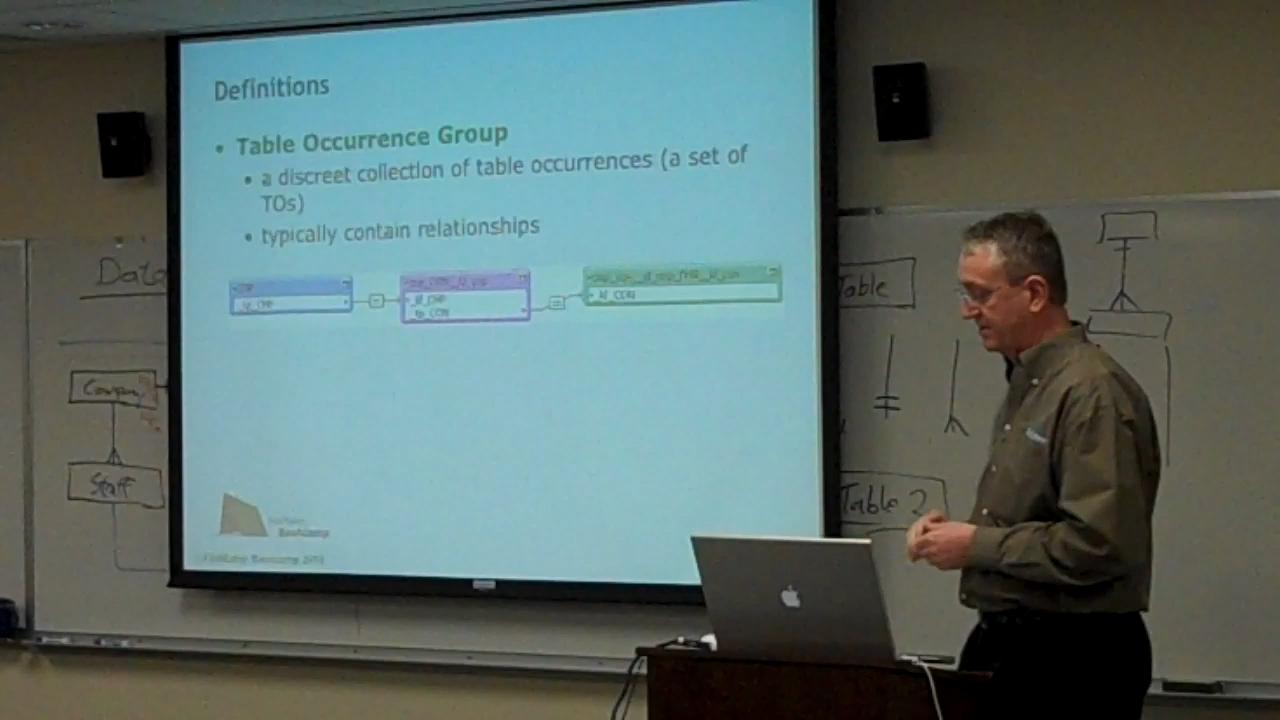 Definitions
• Table Occurrence Group
• a discreet collection of table occurrences (a set of
TOs)
• typically contain relationships
Bootcamp
Data
Company
Staff
Table
Table 2